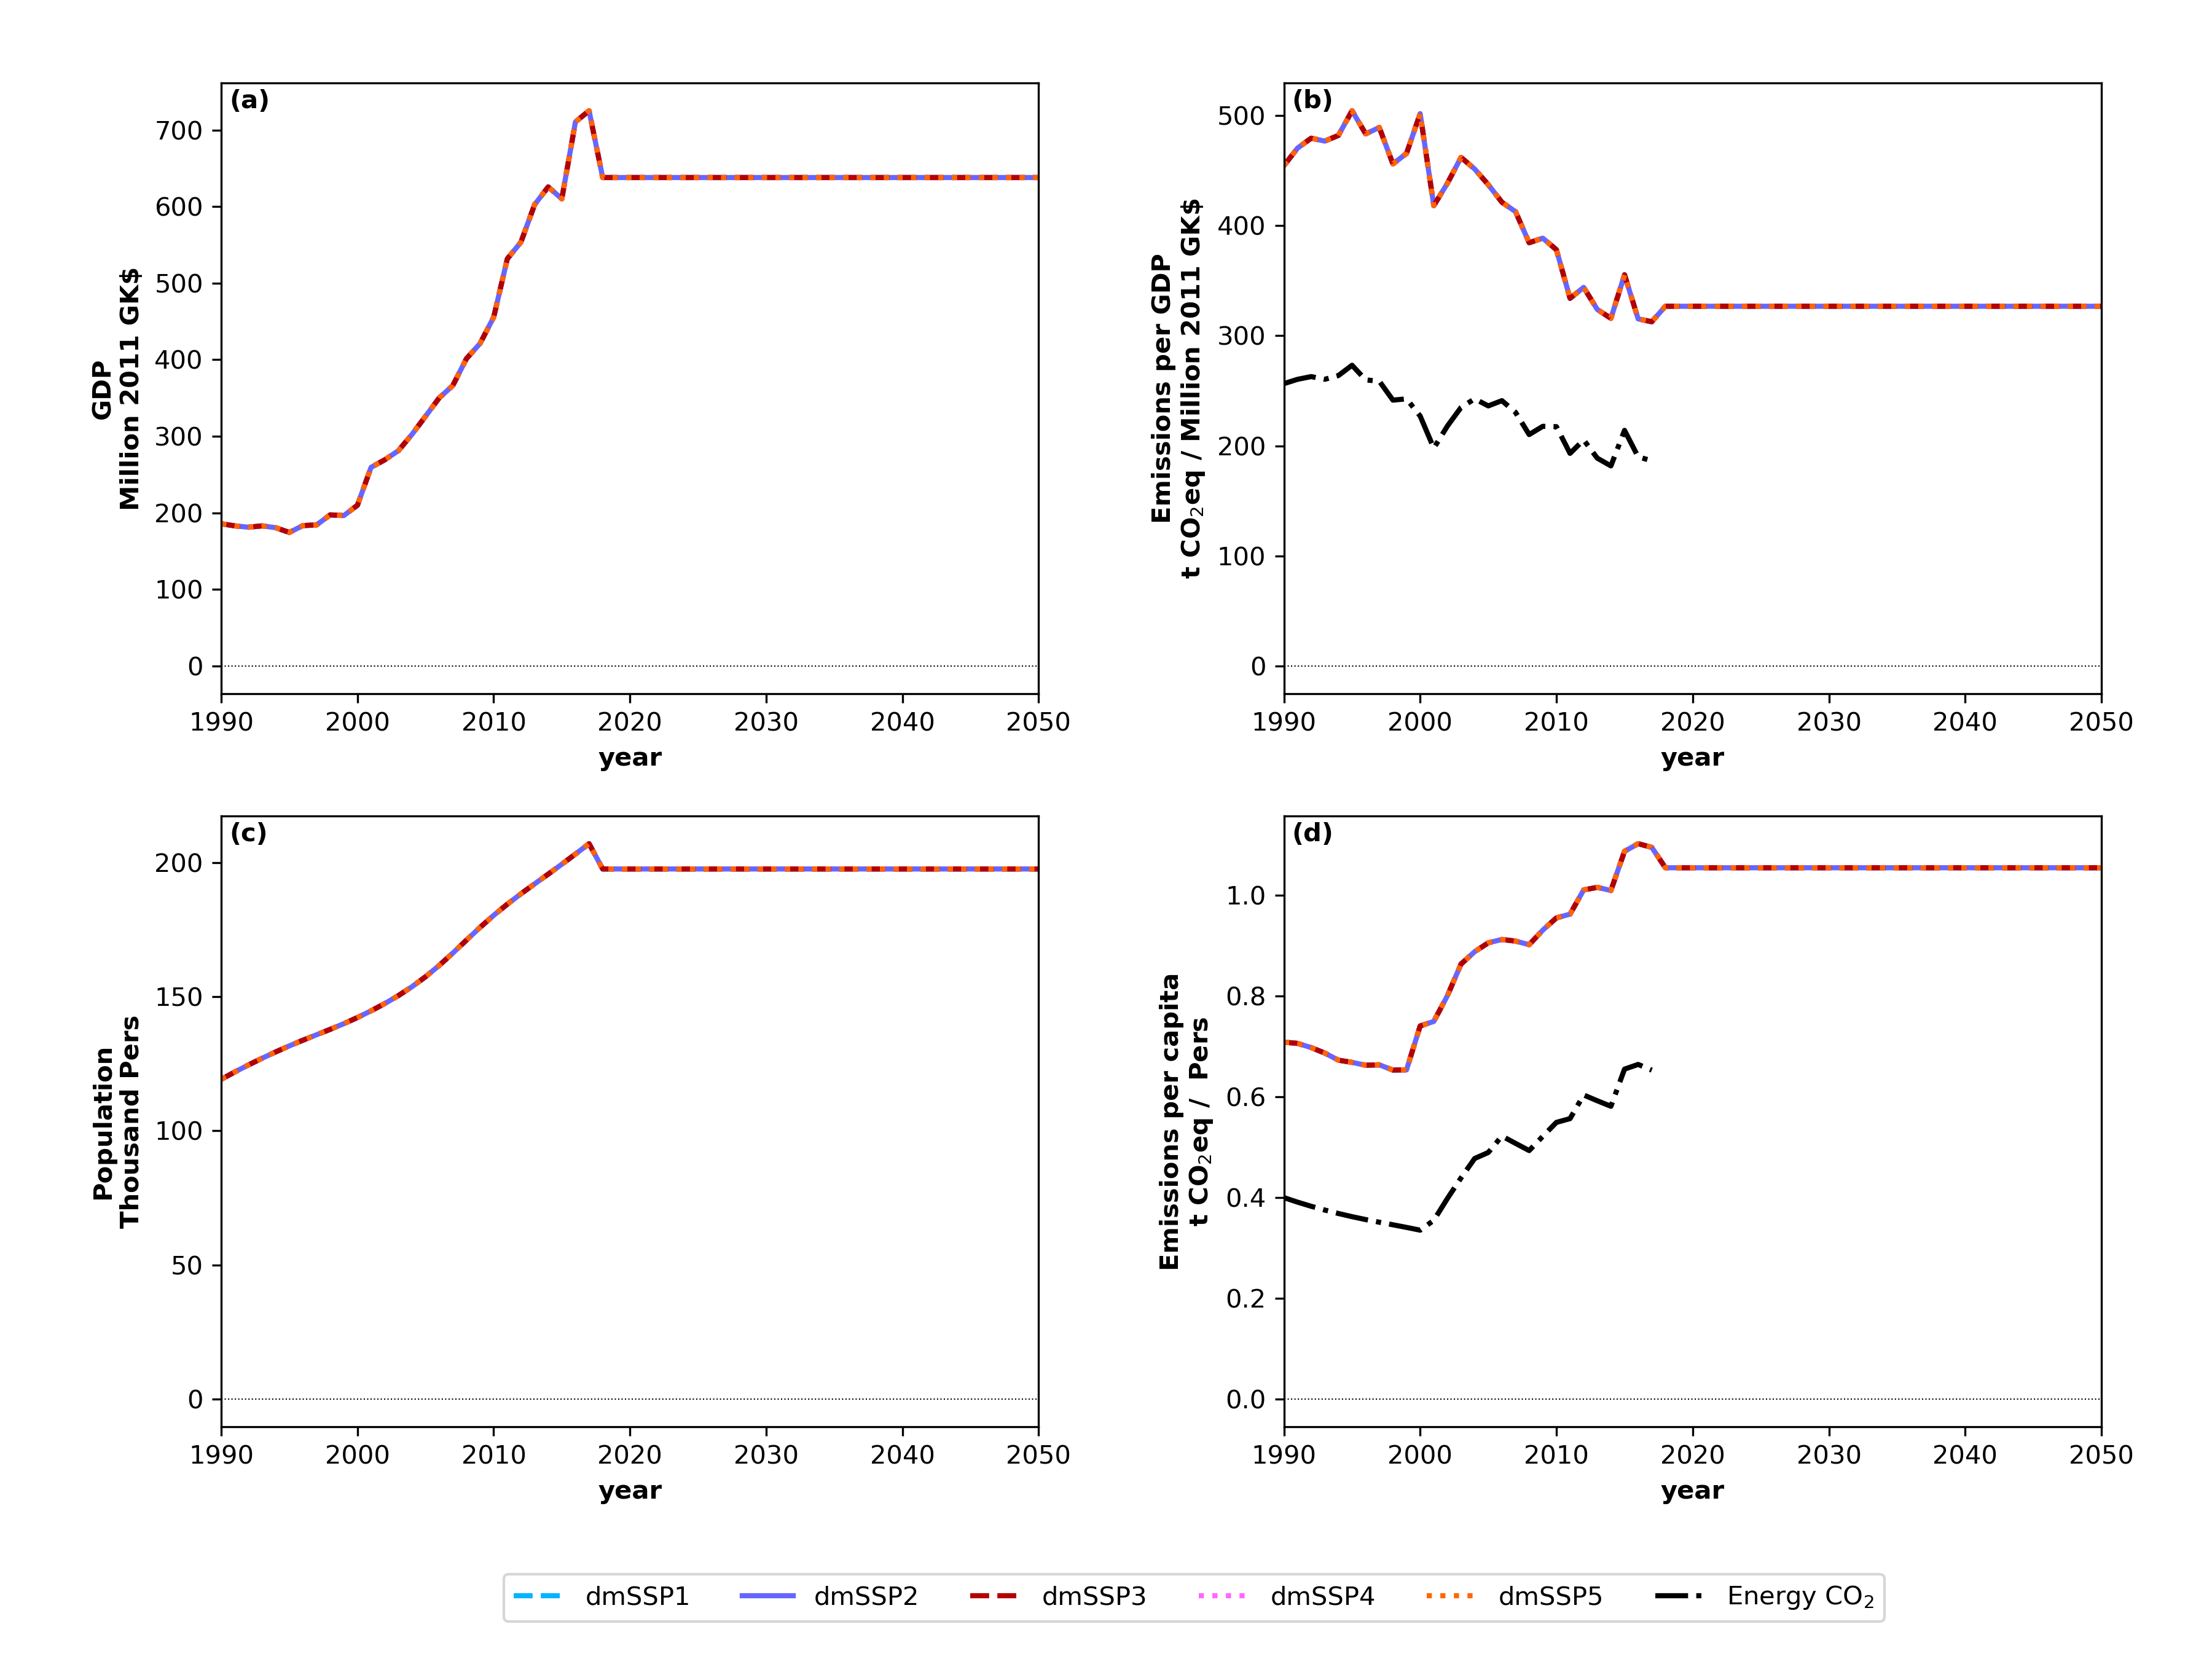 (a)
GDP
Million 2011 GK$
700
600
500
400
300
200
100
0
1990 2000 2010 2020 2030 2040 2050
year
(b)
Emissions per GDP
t CO₂eq / Million 2011 GK$
500
400
300
200
100
0
1990 2000 2010 2020 2030 2040 2050
year
(c)
Population
Thousand Pers
200
150
100
50
0
1990 2000 2010 2020 2030 2040 2050
year
(d)
Emissions per capita
t CO₂eq / Pers
1.0
0.8
0.6
0.4
0.2
0.0
1990 2000 2010 2020 2030 2040 2050
year
dmSSP1 dmSSP2 dmSSP3 dmSSP4 dmSSP5 Energy CO₂